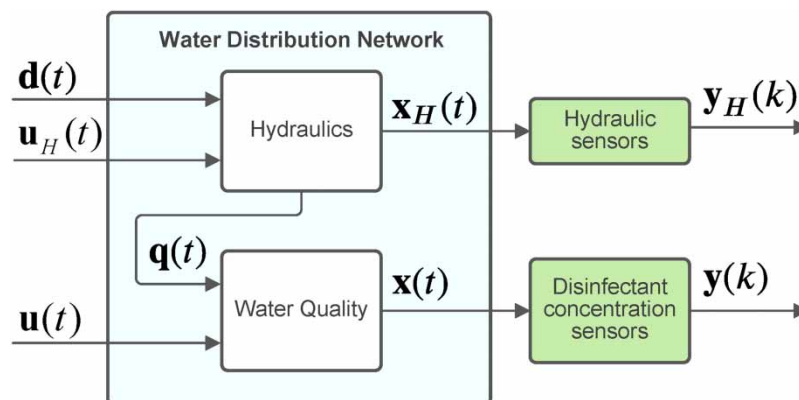 Water Distribution Network
d(t)
u_H(t)
Hydraulics
x_H(t)
Hydraulic
sensors
y_H(k)
q(t)
u(t)
Water Quality
x(t)
Disinfectant
concentration
sensors
y(k)